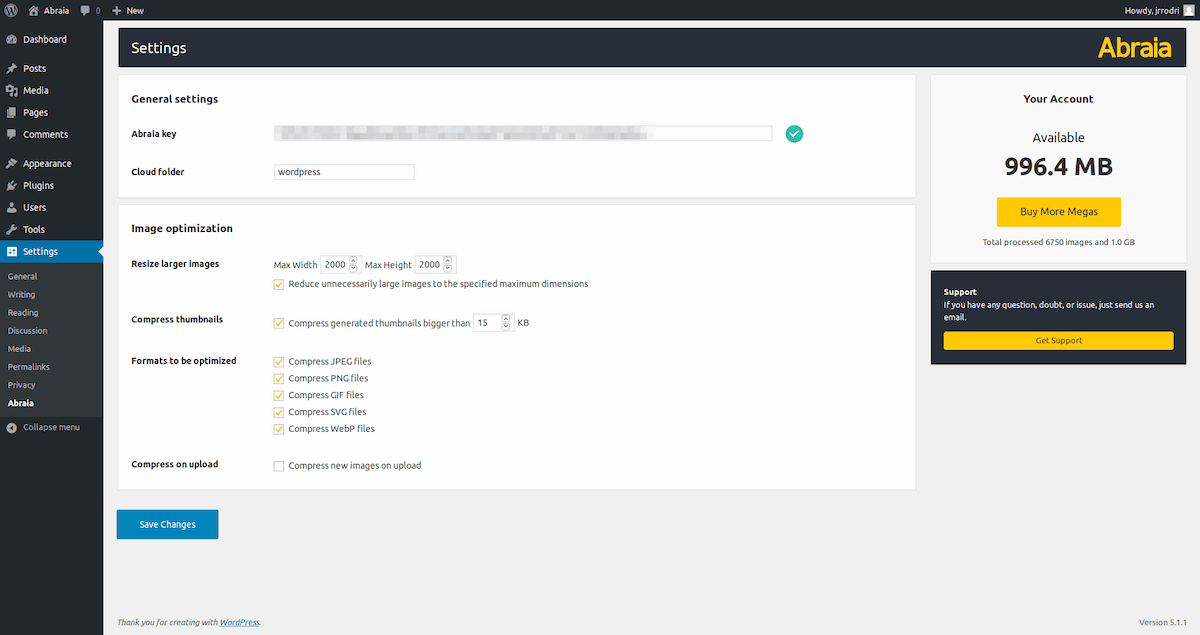 Abraia
0
New
Howdy, jrrodri
Dashboard
Posts
Media
Pages
Comments
Appearance
Plugins
Users
Tools
Settings
General
Writing
Reading
Discussion
Media
Permalinks
Privacy
Abraia
Collapse menu
Settings
Abraia
General settings
Abraia key
Cloud folder
wordpress
Image optimization
Resize larger images
Max Width 2000 Max Height 2000
Reduce unnecessarily large images to the specified maximum dimensions
Compress thumbnails
Compress generated thumbnails bigger than 15 KB
Formats to be optimized
Compress JPEG files
Compress PNG files
Compress GIF files
Compress SVG files
Compress WebP files
Compress on upload
Compress new images on upload
Save Changes
Your Account
Available
996.4 MB
Buy More Megas
Total processed 6750 images and 1.0 GB
Support
If you have any question, doubt, or issue, just send us an
email.
Get Support
Thank you for creating with WordPress.
Version 5.1.1